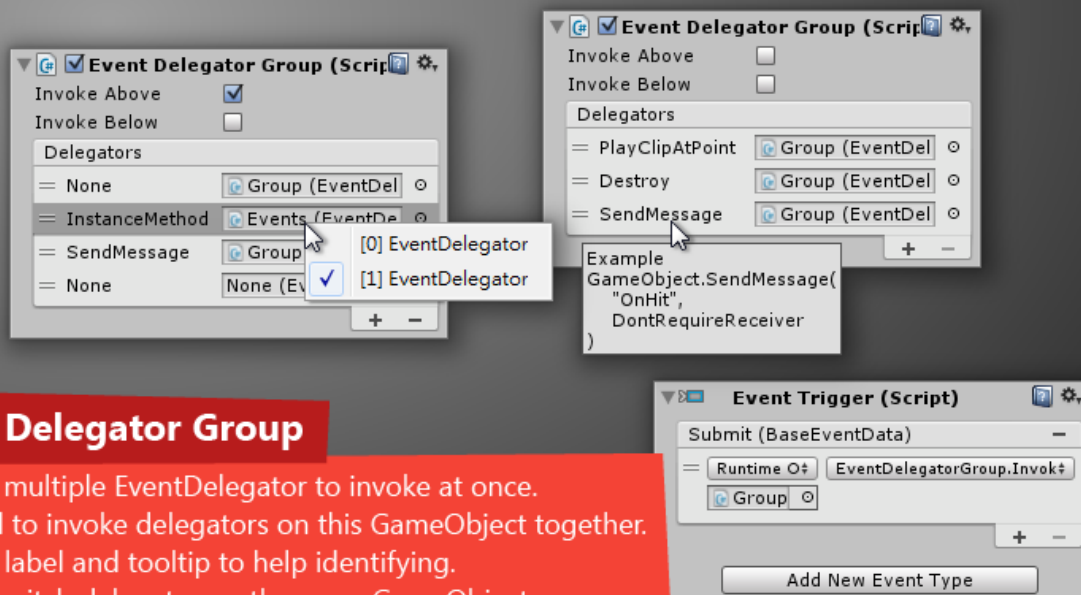 Event Delegator Group (Scrip
Invoke Above
Invoke Below
Delegators
None
Group (EventDel
InstanceMethod
Events (EventDe
SendMessage
Group
None
None (Ev
[0] EventDelegator
[1] EventDelegator
+ −
Event Delegator Group (Scrip
Invoke Above
Invoke Below
Delegators
PlayClipAtPoint
Group (EventDel
Destroy
Group (EventDel
SendMessage
Group (EventDel
+ −
Example
GameObject.SendMessage(
"OnHit",
DontRequireReceiver
)
Delegator Group
multiple EventDelegator to invoke at once.
to invoke delegators on this GameObject together.
label and tooltip to help identifying.
Event Trigger (Script)
Submit (BaseEventData)
Runtime O
EventDelegatorGroup.Invok
Group
+ −
Add New Event Type